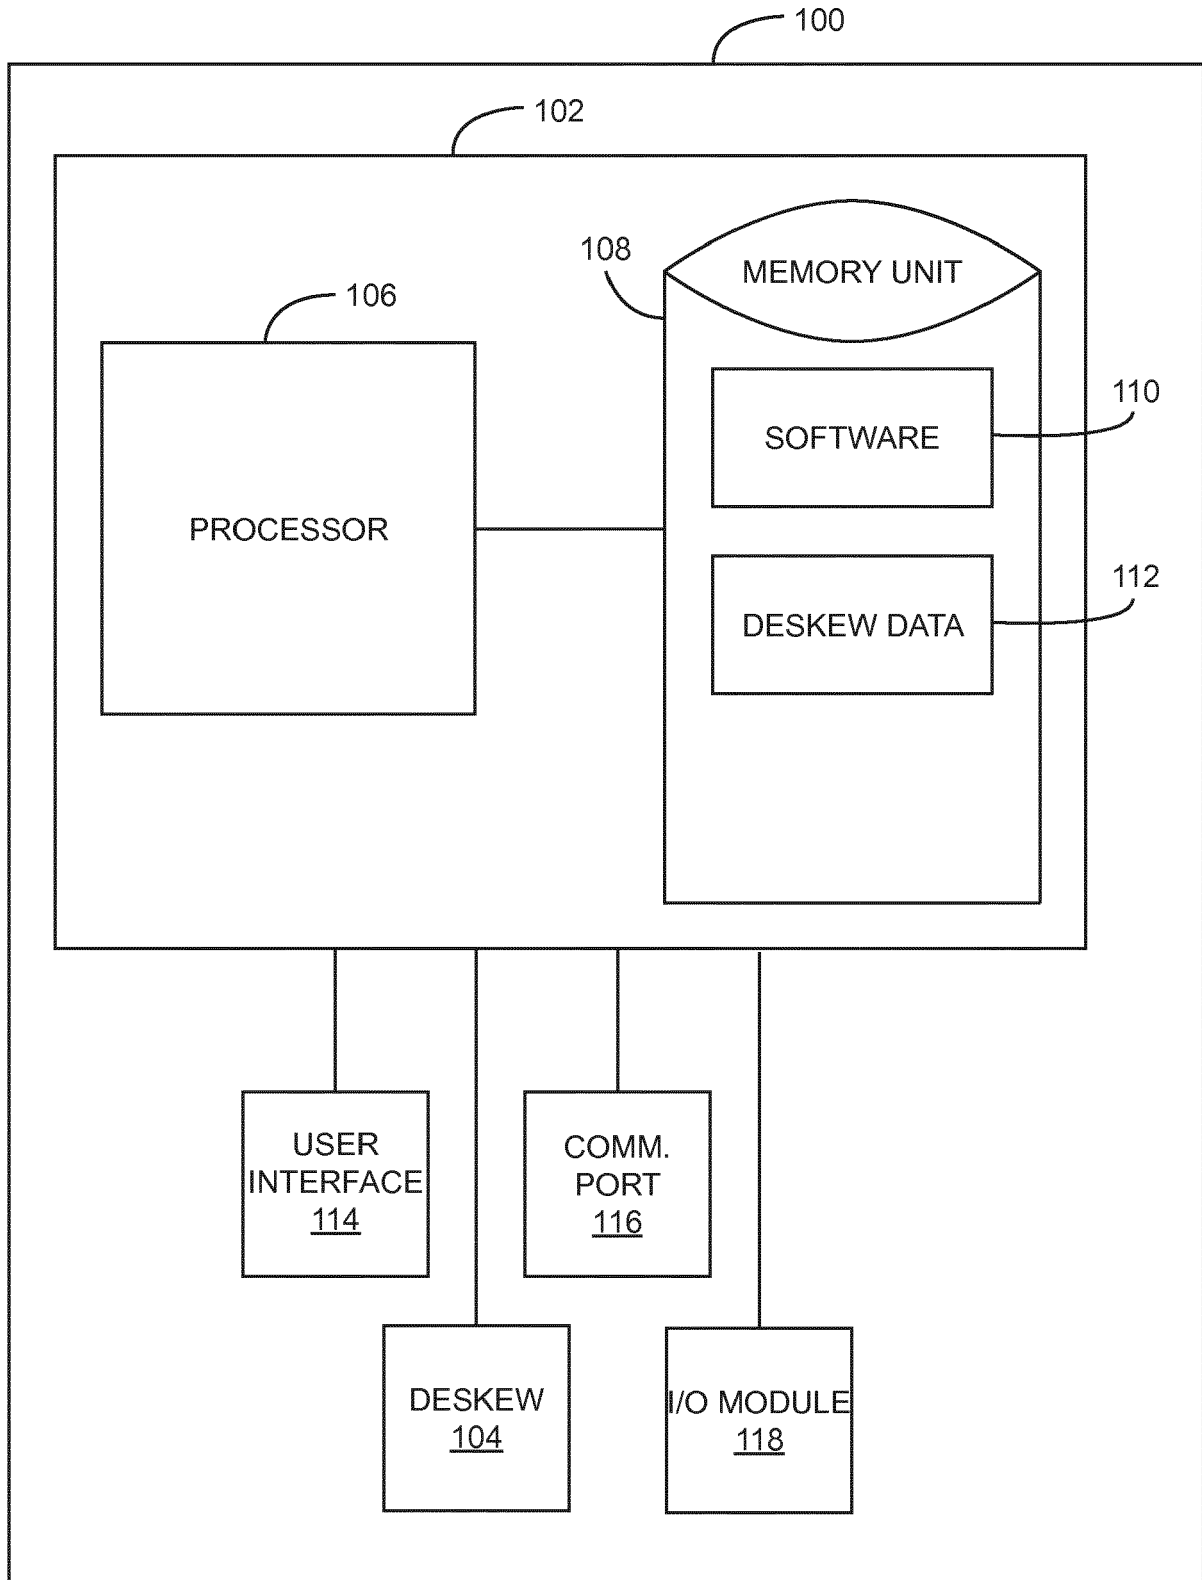 100
102
108
MEMORY UNIT
106
110
SOFTWARE
PROCESSOR
112
DESKEW DATA
USER
INTERFACE
114
COMM.
PORT
116
DESKEW
104
I/O MODULE
118